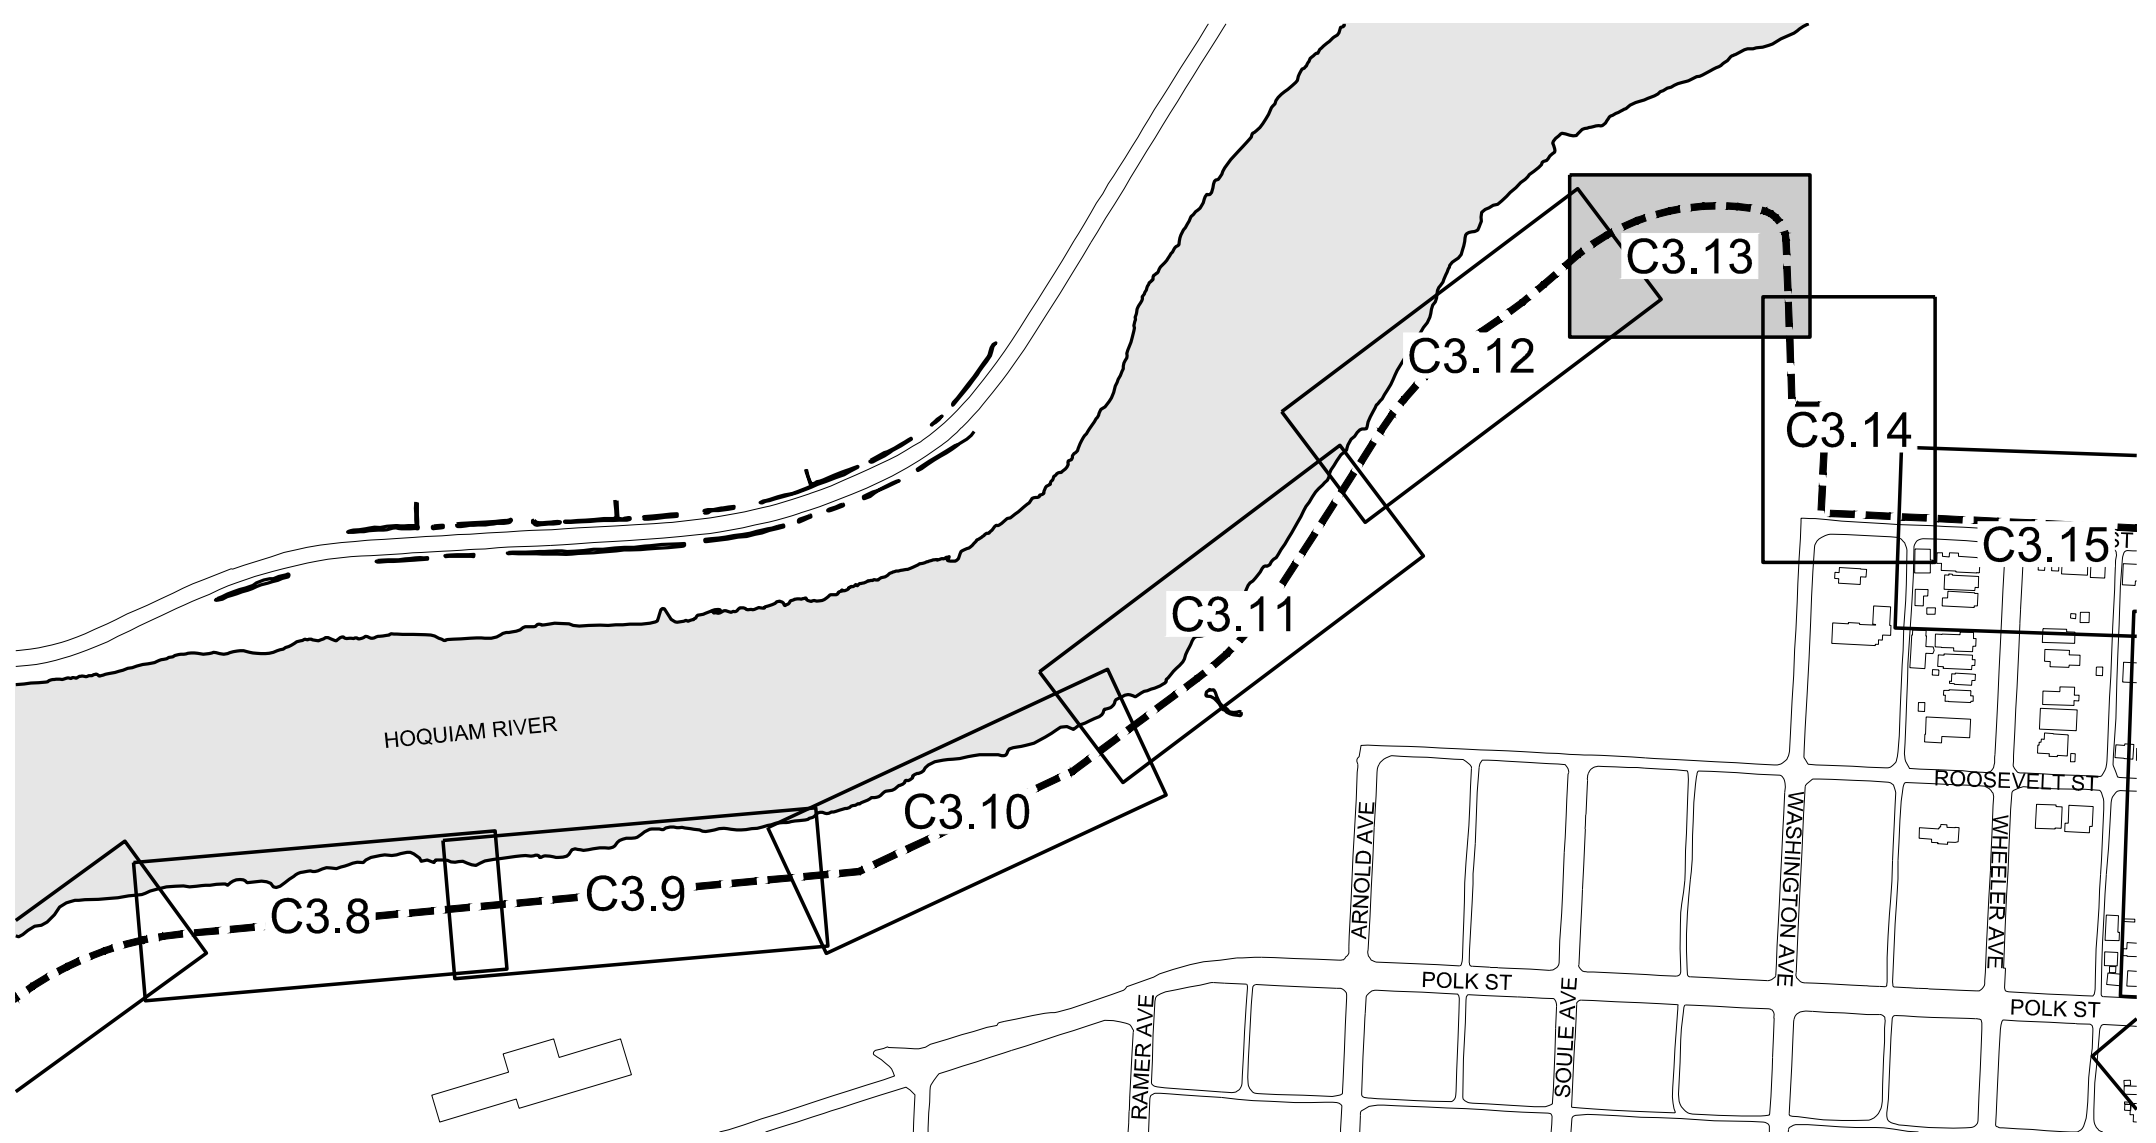 C3.13
C3.12
C3.14
C3.15
ST
C3.11
HOQUIAM RIVER
ROOSEVELT ST
C3.10
ARNOLD AVE
WASHINGTON AVE
WHEELER AVE
C3.9
C3.8
POLK ST
POLK ST
RAMER AVE
SOULE AVE